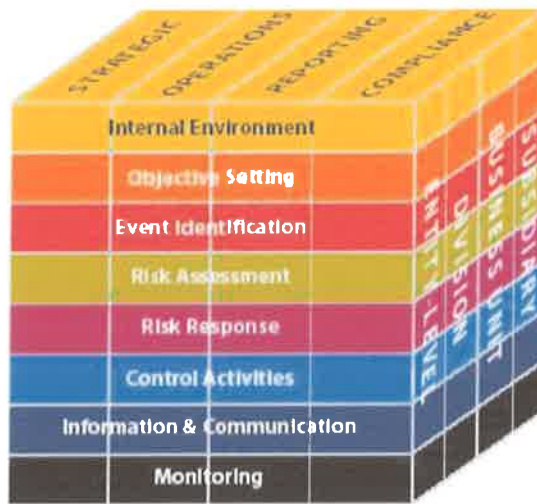 STRATEGIC
OPERATIONS
REPORTING
COMPLIANCE
Internal Environment
Objective Setting
Event Identification
Risk Assessment
Risk Response
Control Activities
Information & Communication
Monitoring
ENTITY-LEVEL
DIVISION
BUSINESS UNIT
SUBSIDIARY